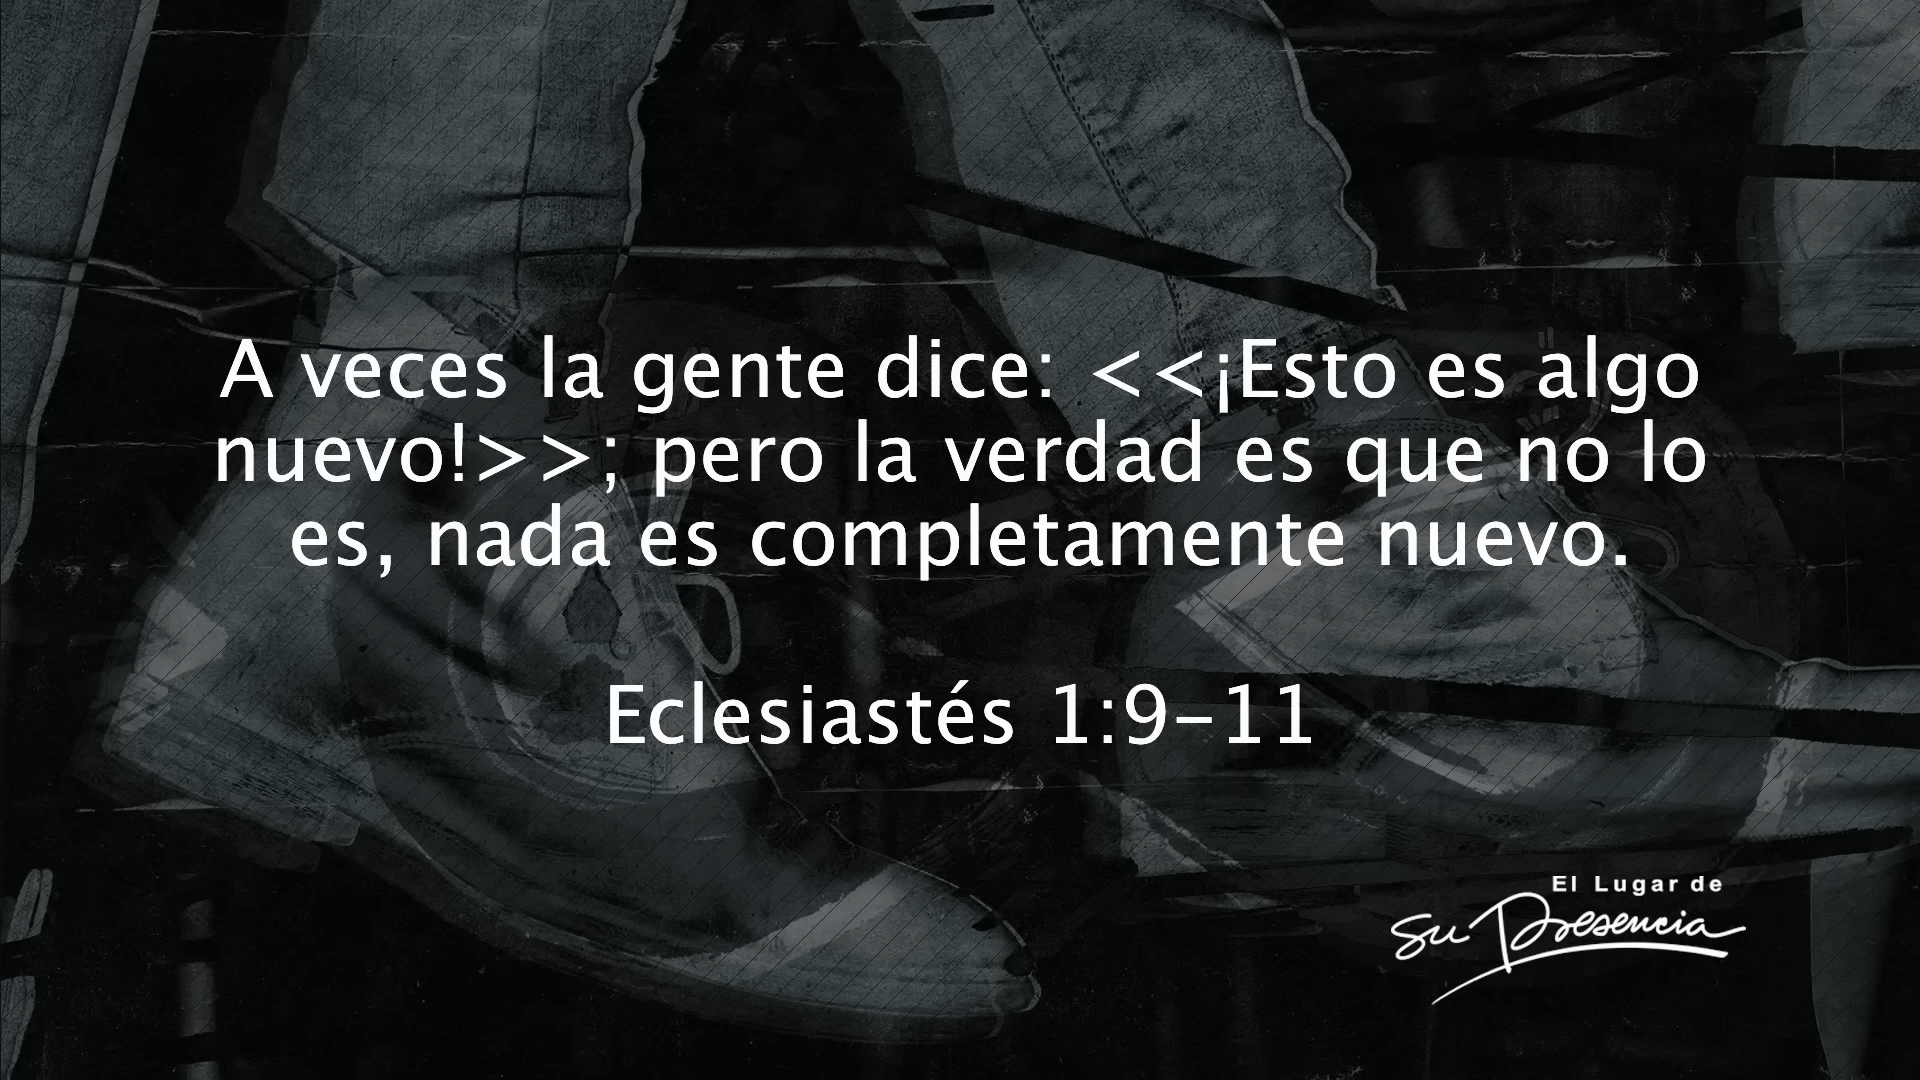 A veces la gente dice: <<¡Esto es algo
nuevo!>>; pero la verdad es que no lo
es, nada es completamente nuevo.
Eclesiastés 1:9-11
El Lugar de
Su Presencia